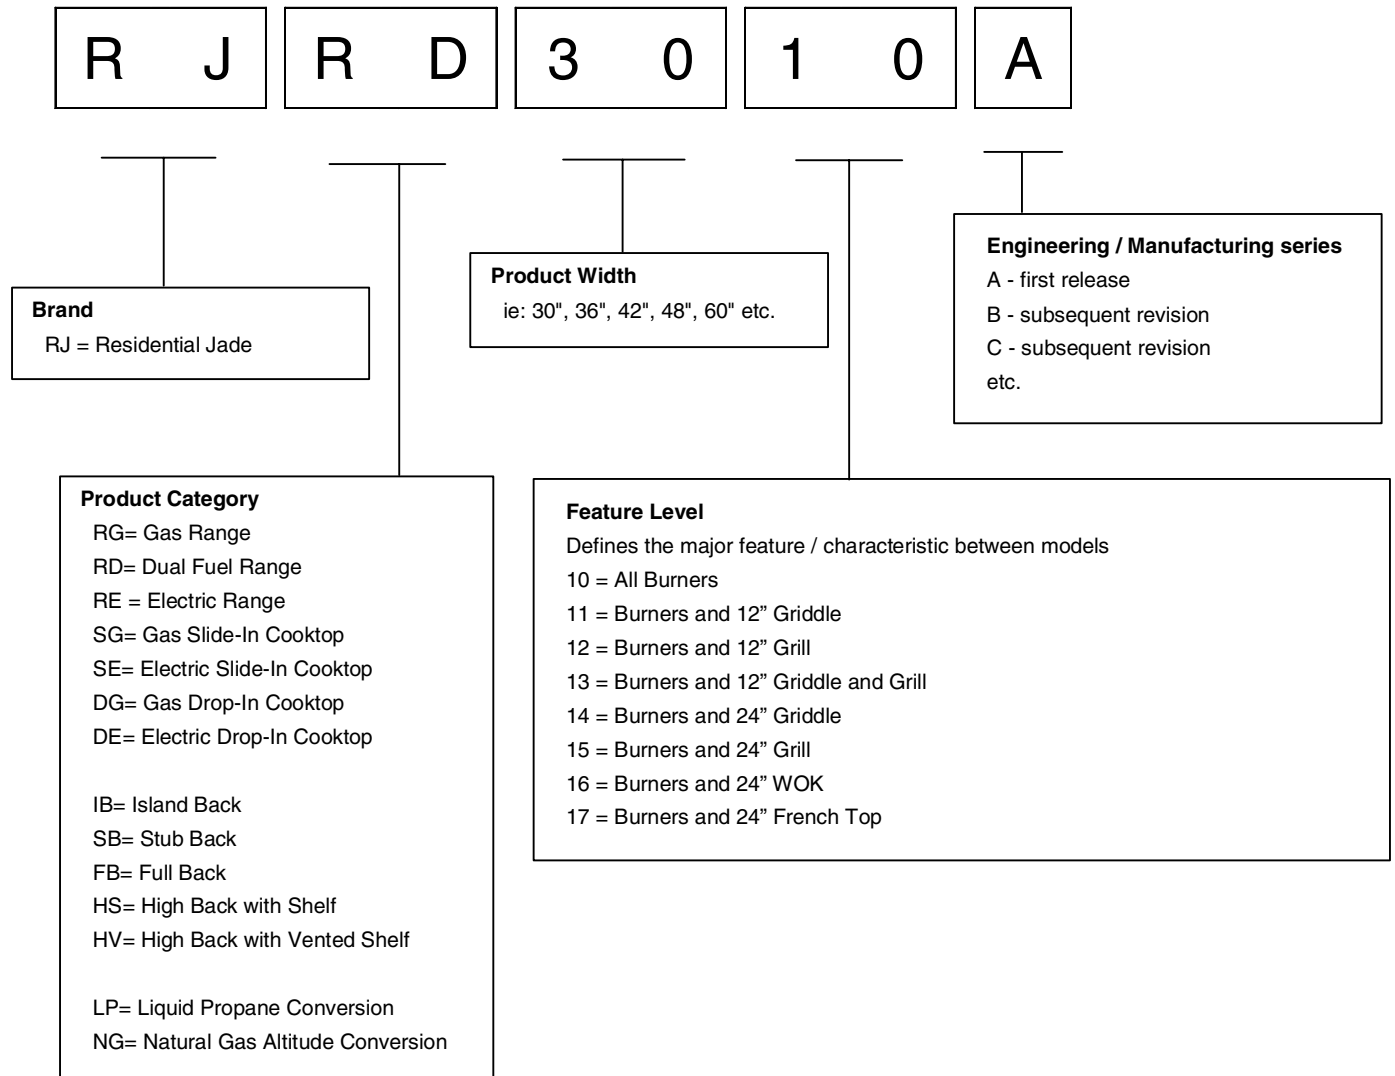 R J R D 3 0 1 0 A
Brand
RJ = Residential Jade
Product Width
ie: 30", 36", 42", 48", 60" etc.
Engineering / Manufacturing series
A - first release
B - subsequent revision
C - subsequent revision
etc.
Product Category
RG= Gas Range
RD= Dual Fuel Range
RE = Electric Range
SG= Gas Slide-In Cooktop
SE= Electric Slide-In Cooktop
DG= Gas Drop-In Cooktop
DE= Electric Drop-In Cooktop
IB= Island Back
SB= Stub Back
FB= Full Back
HS= High Back with Shelf
HV= High Back with Vented Shelf
LP= Liquid Propane Conversion
NG= Natural Gas Altitude Conversion
Feature Level
Defines the major feature / characteristic between models
10 = All Burners
11 = Burners and 12” Griddle
12 = Burners and 12” Grill
13 = Burners and 12” Griddle and Grill
14 = Burners and 24” Griddle
15 = Burners and 24” Grill
16 = Burners and 24” WOK
17 = Burners and 24” French Top